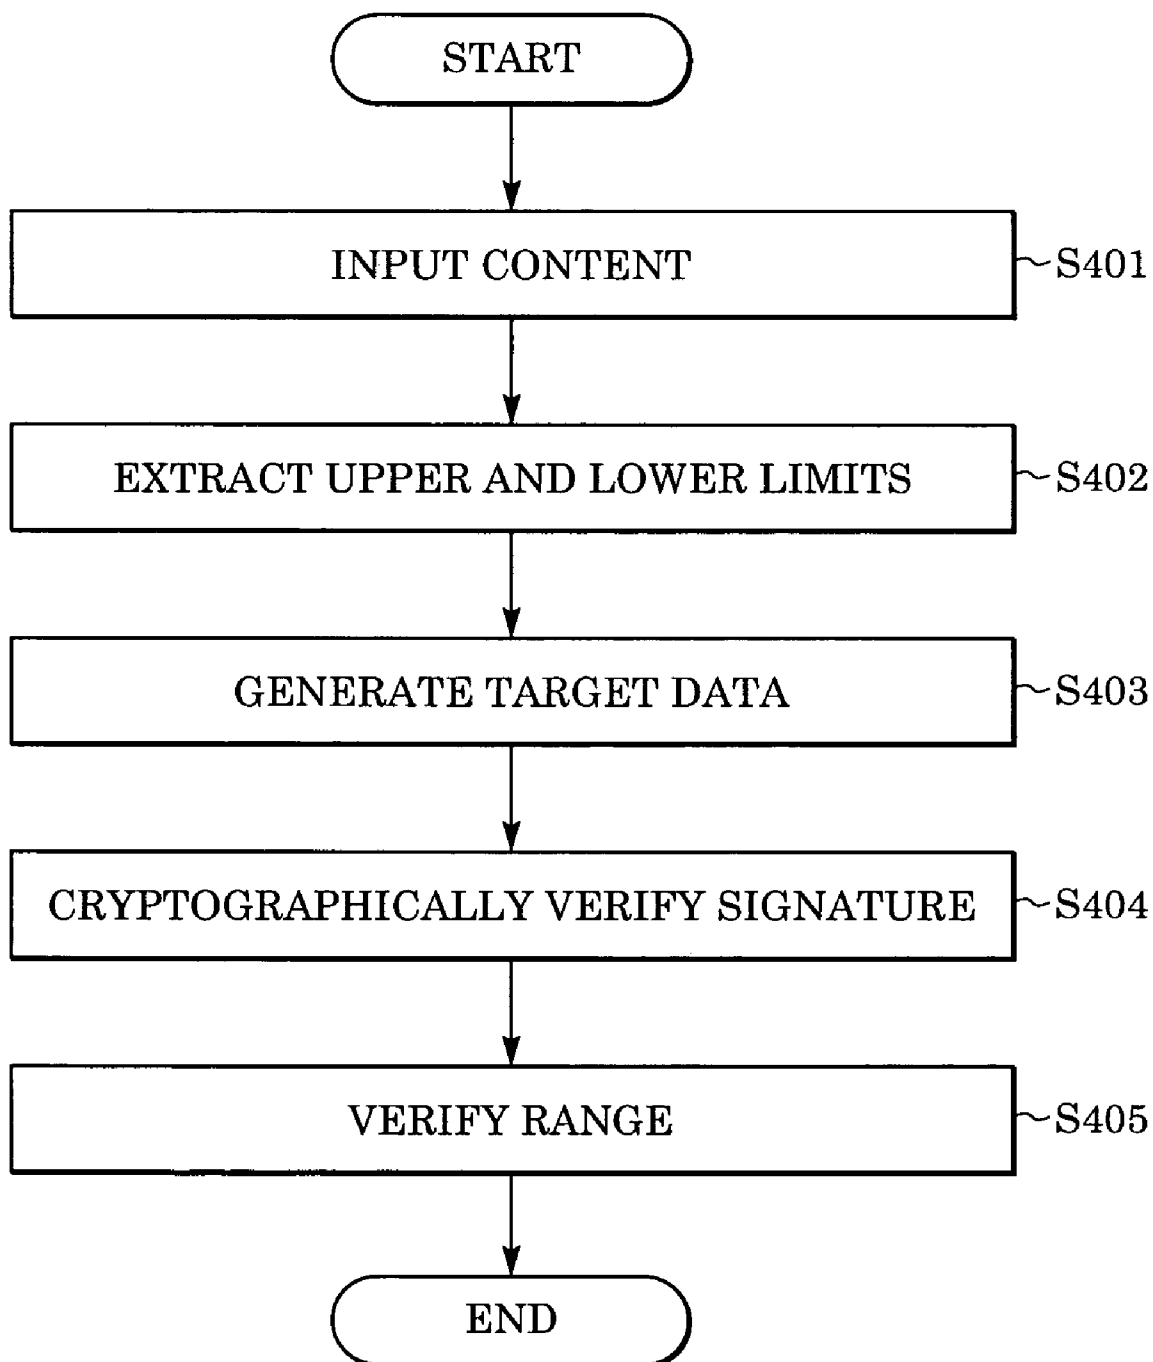 START
INPUT CONTENT
S401
EXTRACT UPPER AND LOWER LIMITS
S402
GENERATE TARGET DATA
S403
CRYPTOGRAPHICALLY VERIFY SIGNATURE
S404
VERIFY RANGE
S405
END